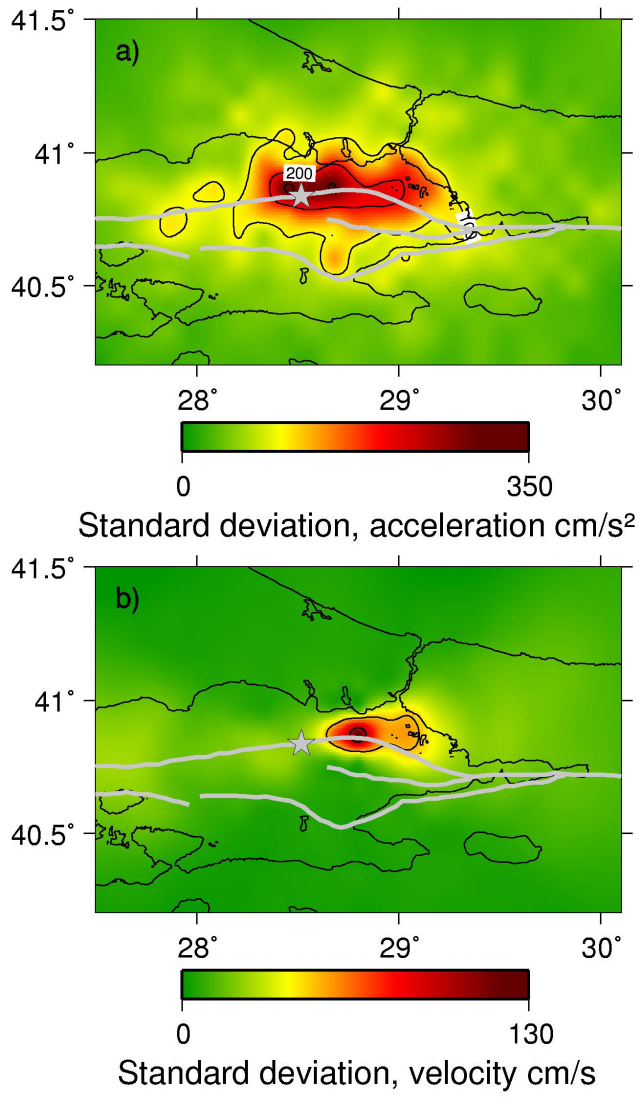 41.5°
a)
41°
200
40.5°
28° 29° 30°
0 350
Standard deviation, acceleration cm/s²
41.5°
b)
41°
40.5°
28° 29° 30°
0 130
Standard deviation, velocity cm/s